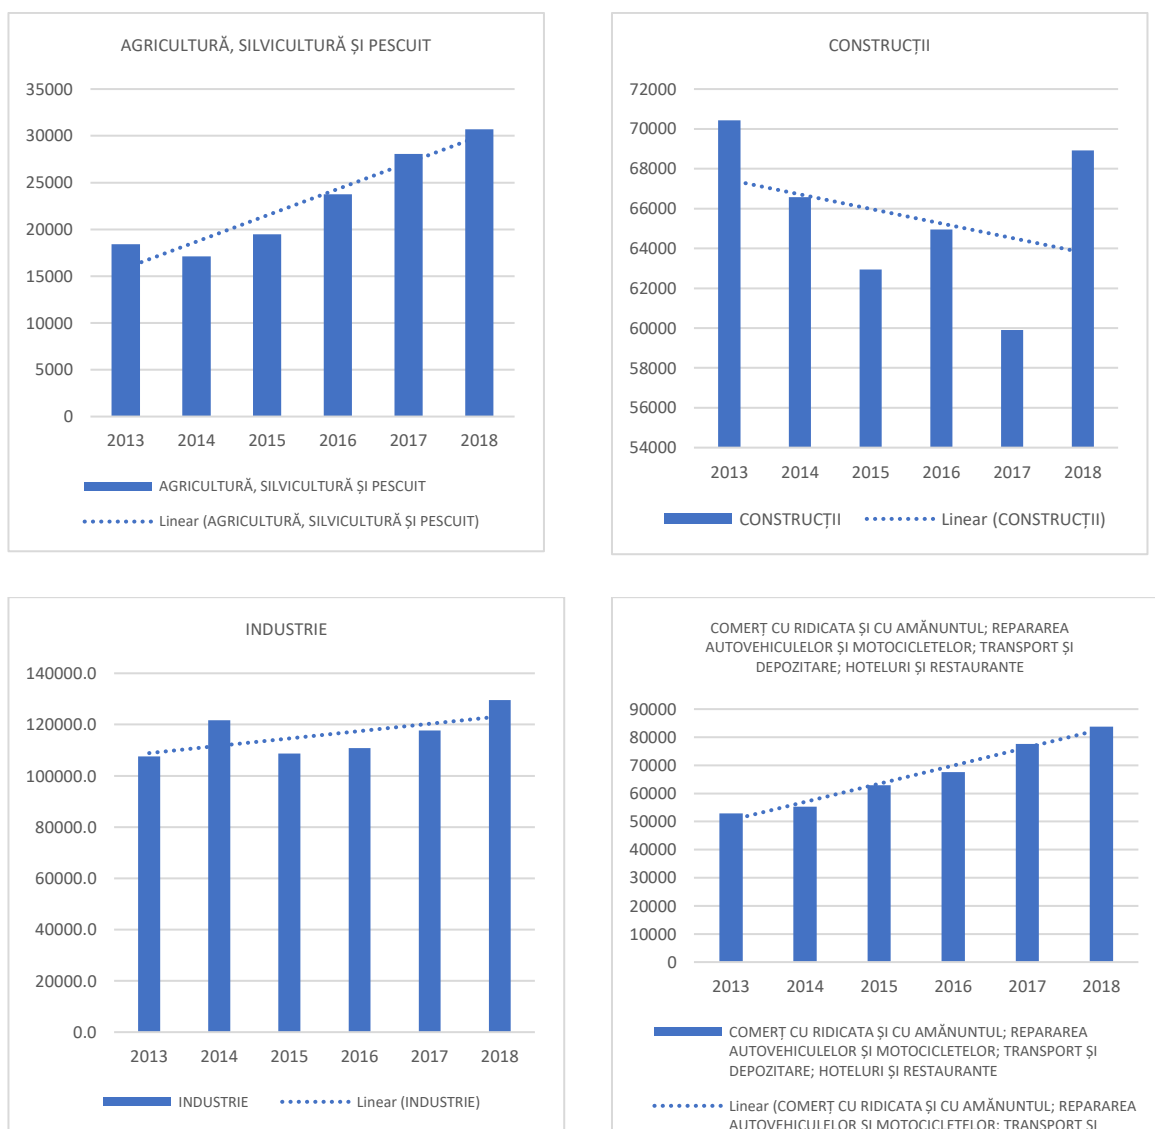 AGRICULTURĂ, SILVICULTURĂ ȘI PESCUIT
35000
30000
25000
20000
15000
10000
5000
0
2013 2014 2015 2016 2017 2018
AGRICULTURĂ, SILVICULTURĂ ȘI PESCUIT
Linear (AGRICULTURĂ, SILVICULTURĂ ȘI PESCUIT)
CONSTRUCȚII
72000
70000
68000
66000
64000
62000
60000
58000
56000
54000
2013 2014 2015 2016 2017 2018
CONSTRUCȚII Linear (CONSTRUCȚII)
INDUSTRIE
140000.0
120000.0
100000.0
80000.0
60000.0
40000.0
20000.0
0.0
2013 2014 2015 2016 2017 2018
INDUSTRIE Linear (INDUSTRIE)
COMERȚ CU RIDICATA ȘI CU AMĂNUNTUL; REPARAREA
AUTOVEHICULELOR ȘI MOTOCICLETELOR; TRANSPORT ȘI
DEPOZITARE; HOTELURI ȘI RESTAURANTE
90000
80000
70000
60000
50000
40000
30000
20000
10000
0
2013 2014 2015 2016 2017 2018
COMERȚ CU RIDICATA ȘI CU AMĂNUNTUL; REPARAREA
AUTOVEHICULELOR ȘI MOTOCICLETELOR; TRANSPORT ȘI
DEPOZITARE; HOTELURI ȘI RESTAURANTE
Linear (COMERȚ CU RIDICATA ȘI CU AMĂNUNTUL; REPARAREA
AUTOVEHICULELOR ȘI MOTOCICLETELOR; TRANSPORT ȘI